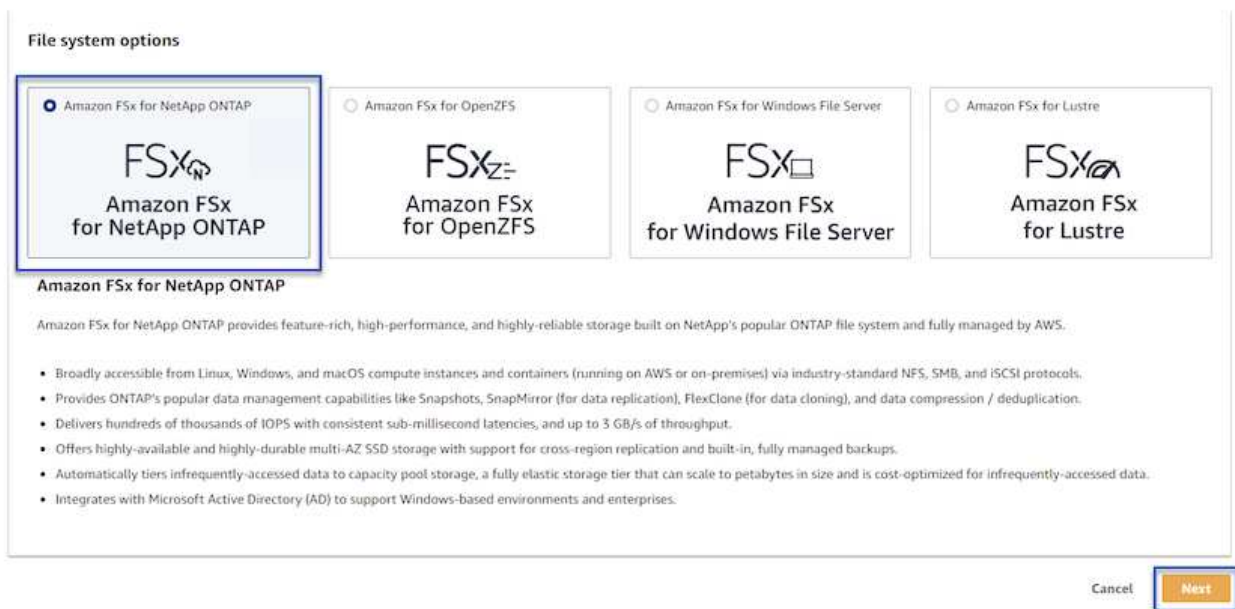 File system options
Amazon FSx for NetApp ONTAP
Amazon FSx for OpenZFS
Amazon FSx for Windows File Server
Amazon FSx for Lustre
FSx N
FSx Z
FSx
FSx
Amazon FSx
for NetApp ONTAP
Amazon FSx
for OpenZFS
Amazon FSx
for Windows File Server
Amazon FSx
for Lustre
Amazon FSx for NetApp ONTAP
Amazon FSx for NetApp ONTAP provides feature-rich, high-performance, and highly-reliable storage built on NetApp's popular ONTAP file system and fully managed by AWS.
• Broadly accessible from Linux, Windows, and macOS compute instances and containers (running on AWS or on-premises) via industry-standard NFS, SMB, and iSCSI protocols.
• Provides ONTAP's popular data management capabilities like Snapshots, SnapMirror (for data replication), FlexClone (for data cloning), and data compression / deduplication.
• Delivers hundreds of thousands of IOPS with consistent sub-millisecond latencies, and up to 3 GB/s of throughput.
• Offers highly-available and highly-durable multi-AZ SSD storage with support for cross-region replication and built-in, fully managed backups.
• Automatically tiers infrequently-accessed data to capacity pool storage, a fully elastic storage tier that can scale to petabytes in size and is cost-optimized for infrequently-accessed data.
• Integrates with Microsoft Active Directory (AD) to support Windows-based environments and enterprises.
Cancel
Next